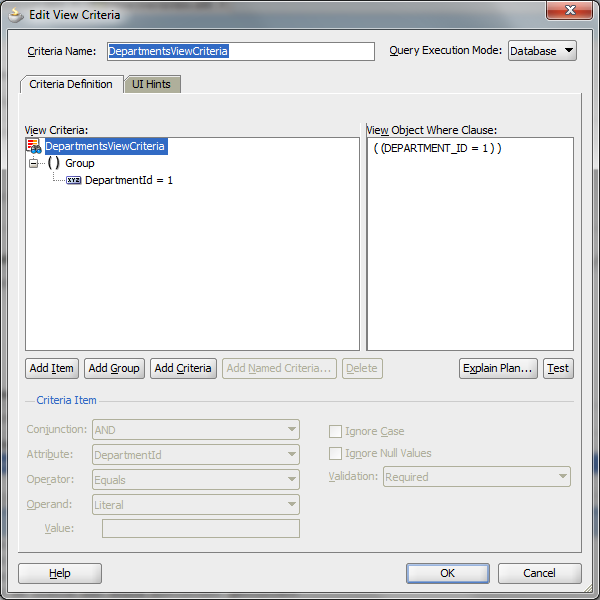 Edit View Criteria
Criteria Name: DepartmentsViewCriteria
Query Execution Mode: Database
Criteria Definition
UI Hints
View Criteria:
DepartmentsViewCriteria
( ) Group
XYZ DepartmentId = 1
View Object Where Clause:
( (DEPARTMENT_ID = 1 ) )
Add Item
Add Group
Add Criteria
Add Named Criteria...
Delete
Explain Plan...
Test
Criteria Item
Conjunction: AND
Attribute: DepartmentId
Operator: Equals
Operand: Literal
Value:
Ignore Case
Ignore Null Values
Validation: Required
Help
OK
Cancel